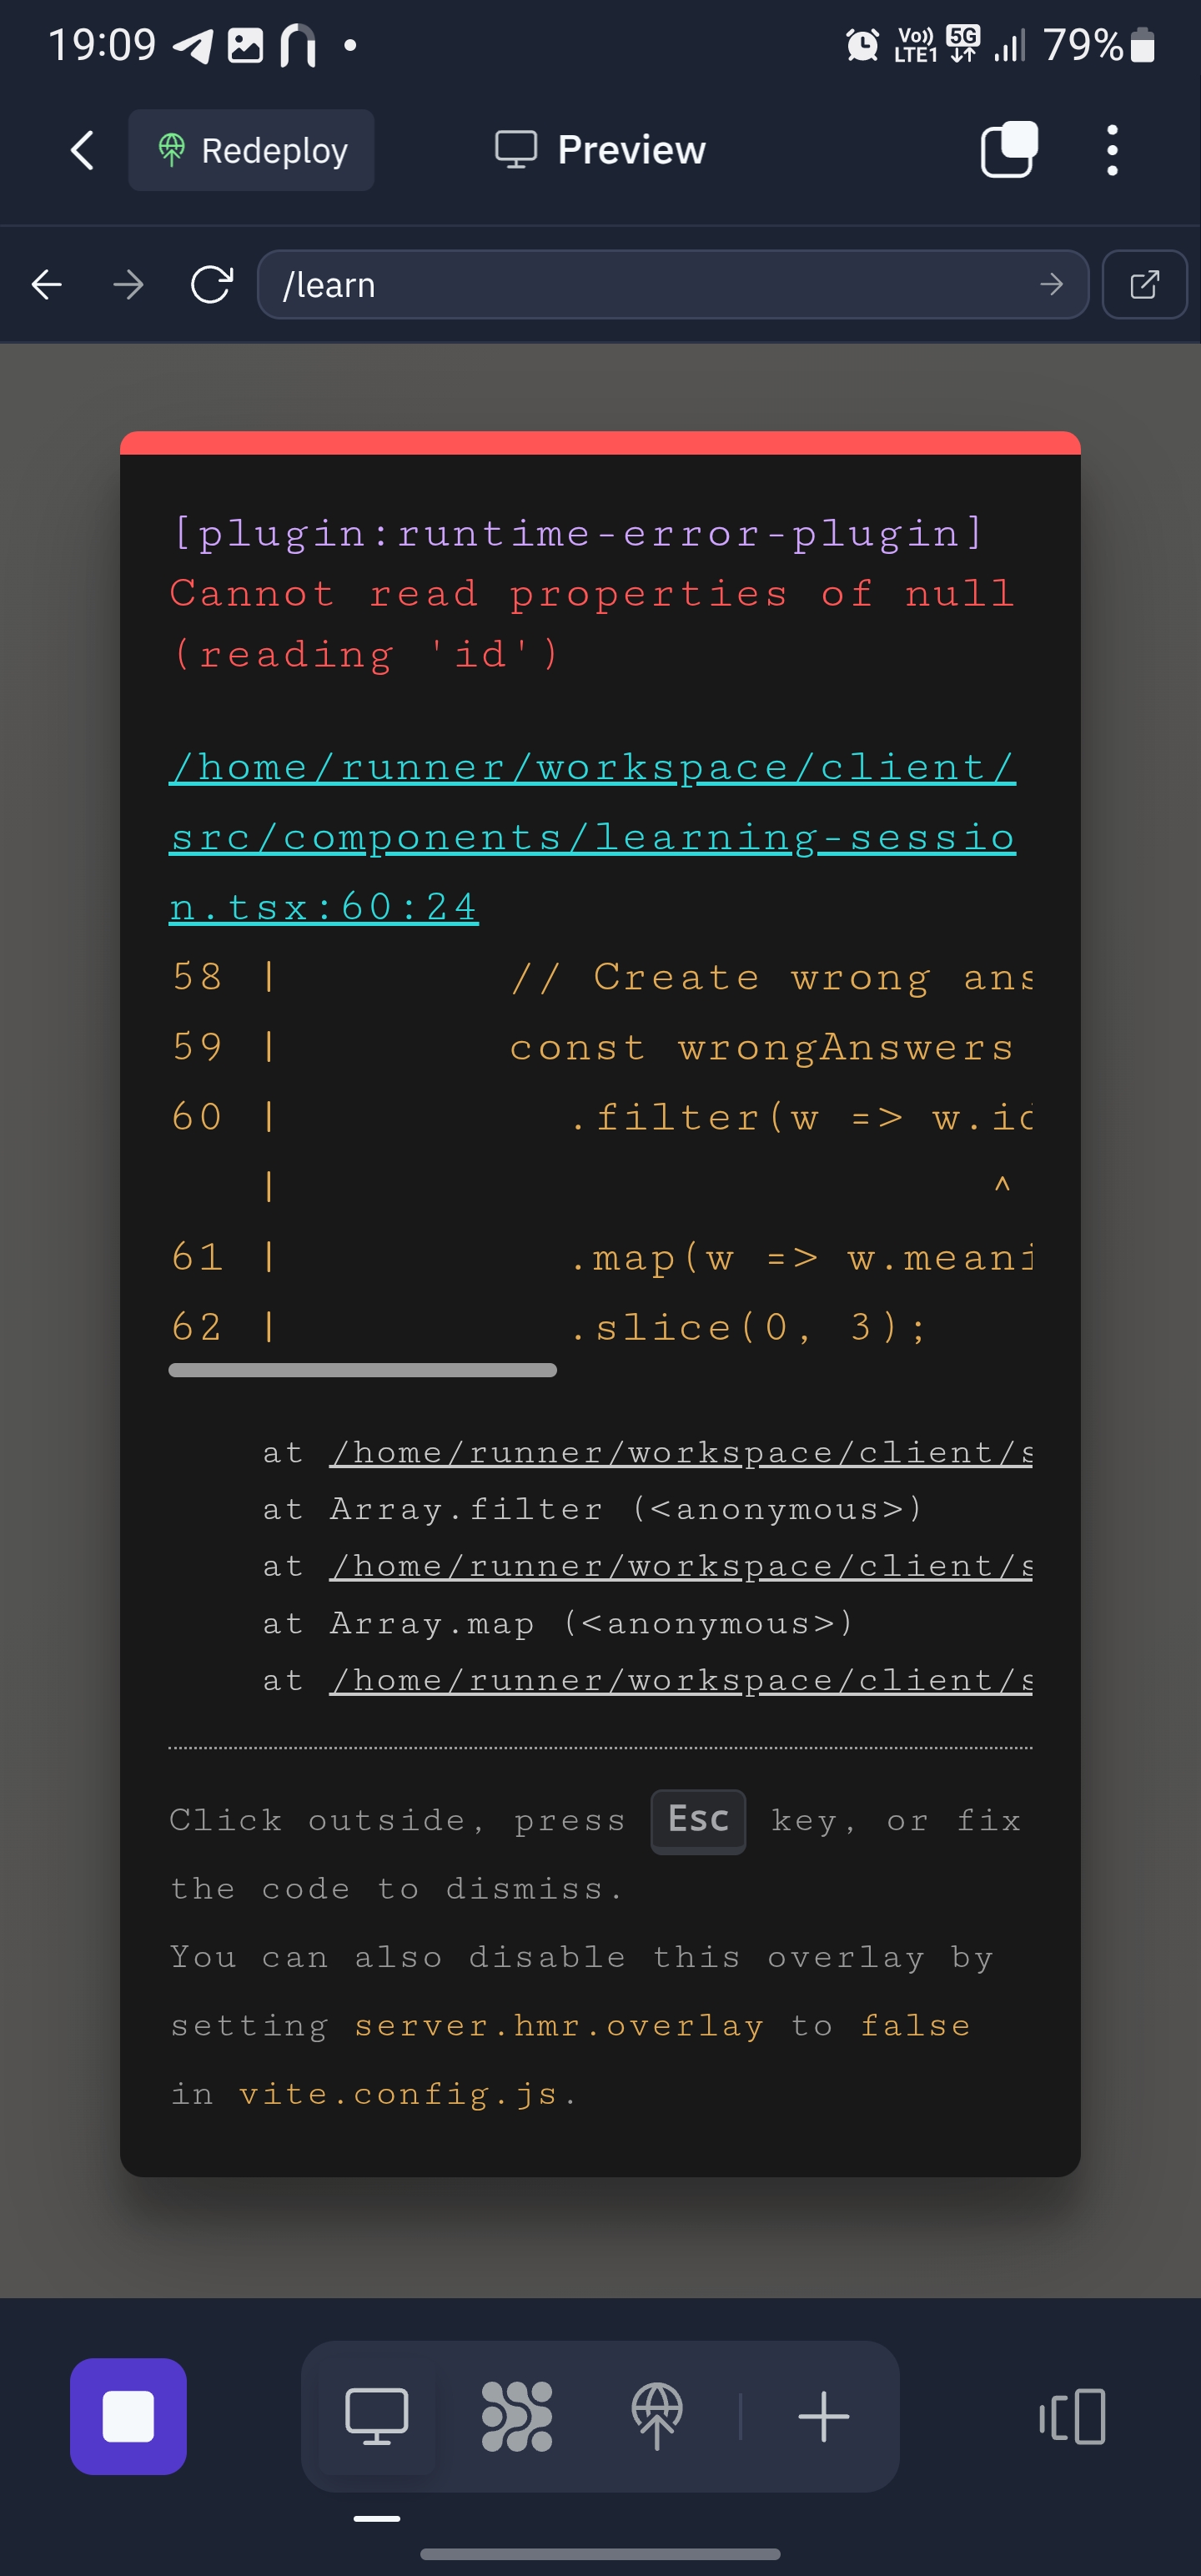 19:09
Vo)) LTE1 5G 79%
Redeploy
Preview
/learn
[plugin:runtime-error-plugin]
Cannot read properties of null
(reading 'id')
/home/runner/workspace/client/
src/components/learning-sessio
n.tsx:60:24
58 | // Create wrong ans
59 | const wrongAnswers
60 | .filter(w => w.id
| ^
61 | .map(w => w.meani
62 | .slice(0, 3);
at /home/runner/workspace/client/s
at Array.filter (<anonymous>)
at /home/runner/workspace/client/s
at Array.map (<anonymous>)
at /home/runner/workspace/client/s
Click outside, press Esc key, or fix
the code to dismiss.
You can also disable this overlay by
setting server.hmr.overlay to false
in vite.config.js.